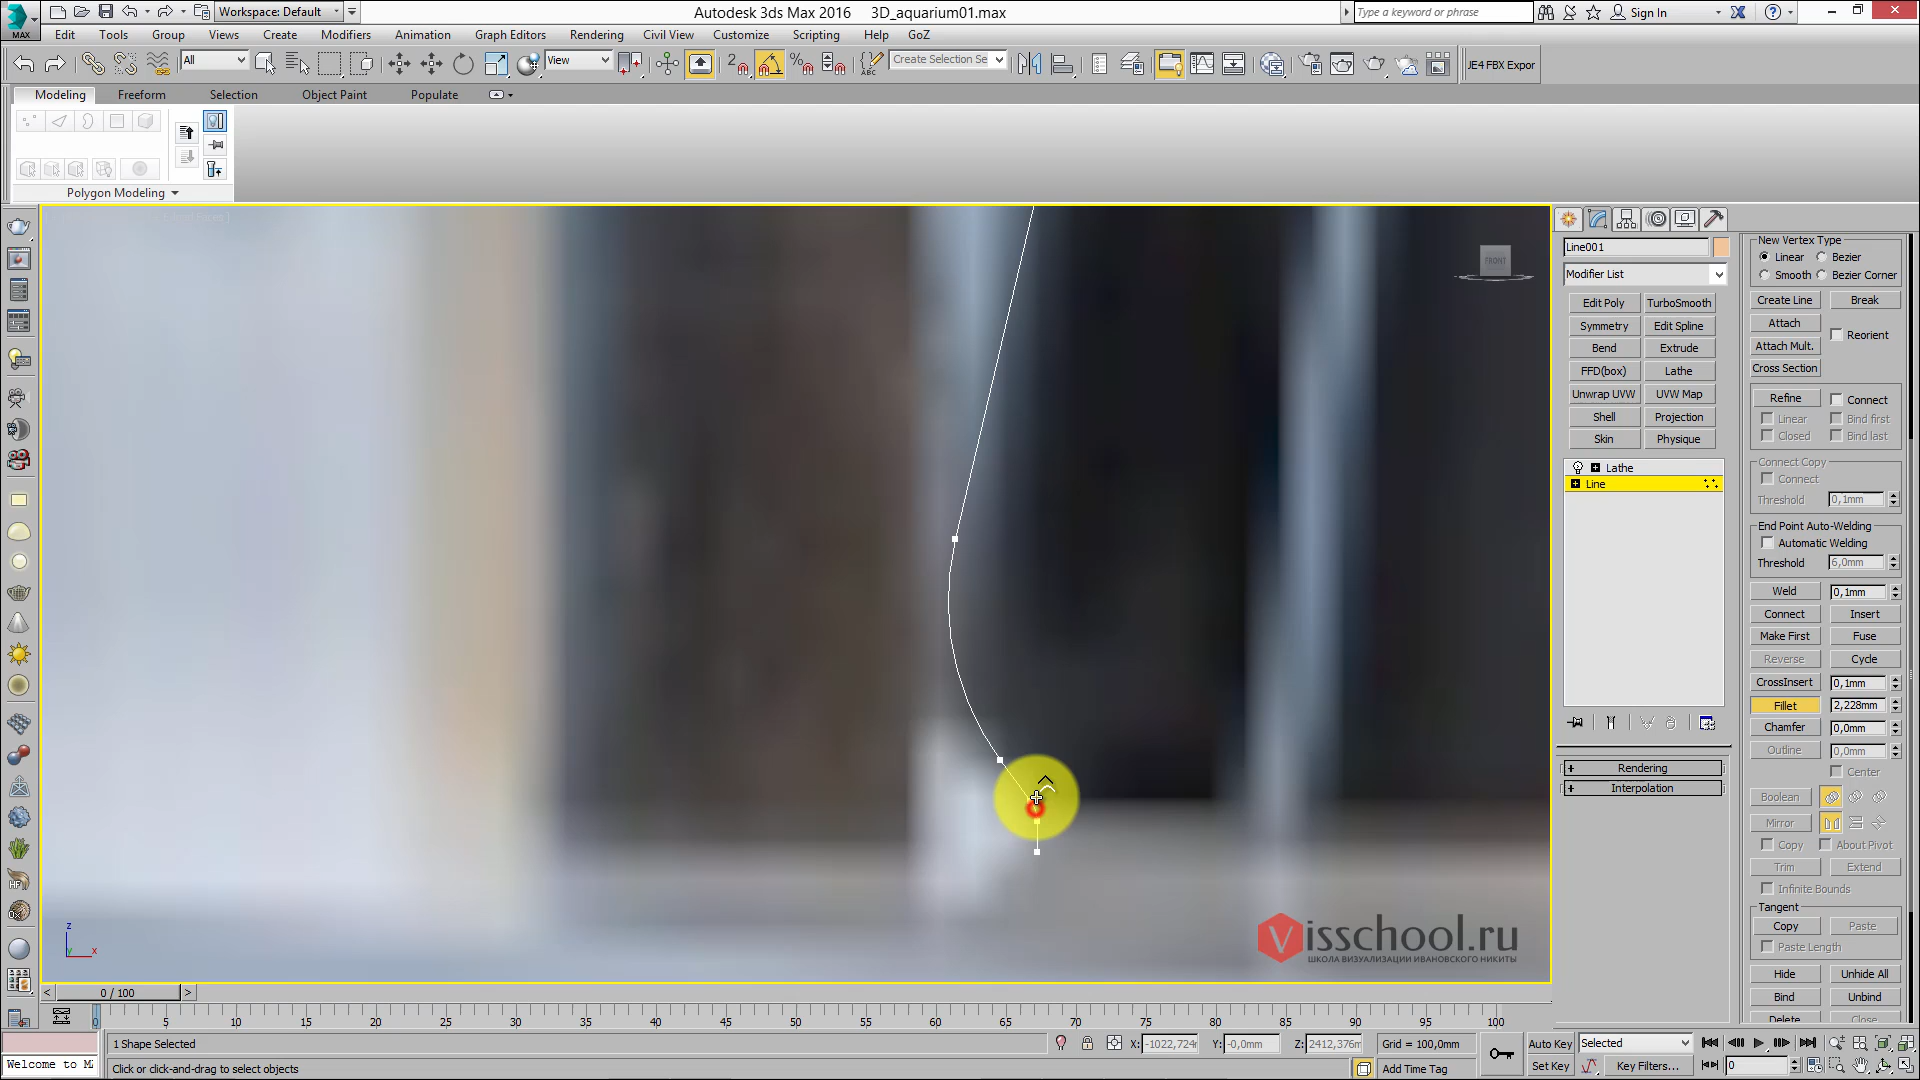 Workspace: Default
Autodesk 3ds Max 2016 3D_aquarium01.max
Type a keyword or phrase
Sign In
MAX
Edit Tools Group Views Create Modifiers Animation Graph Editors Rendering Civil View Customize Scripting Help GoZ
All
View
Create Selection Se
JE4 FBX Expor
Modeling Freeform Selection Object Paint Populate
Polygon Modeling
FRONT
Line001
Modifier List
Edit Poly TurboSmooth
Symmetry Edit Spline
Bend Extrude
FFD(box) Lathe
Unwrap UVW UVW Map
Shell Projection
Skin Physique
Lathe
Line
Rendering
Interpolation
New Vertex Type
Linear Bezier
Smooth Bezier Corner
Create Line Break
Attach
Reorient
Attach Mult.
Cross Section
Refine Connect
Linear Bind first
Closed Bind last
Connect Copy
Connect
Threshold 0,1mm
End Point Auto-Welding
Automatic Welding
Threshold 6,0mm
Weld 0,1mm
Connect Insert
Make First Fuse
Reverse Cycle
CrossInsert 0,1mm
Fillet 2,228mm
Chamfer 0,0mm
Outline 0,0mm
Center
Boolean
Mirror
Copy About Pivot
Trim Extend
Infinite Bounds
Tangent
Copy Paste
Paste Length
Hide Unhide All
Bind Unbind
Delete Close
Visschool.ru
ШКОЛА ВИЗУАЛИЗАЦИИ ИВАНОВСКОГО НИКИТЫ
z
y x
< 0 / 100 >
0 5 10 15 20 25 30 35 40 45 50 55 60 65 70 75 80 85 90 95 100
1 Shape Selected
X: -1022,724r Y: -0,0mm Z: 2412,376m
Grid = 100,0mm
Auto Key Selected
Welcome to M
Click or click-and-drag to select objects
Add Time Tag
Set Key Key Filters...
0